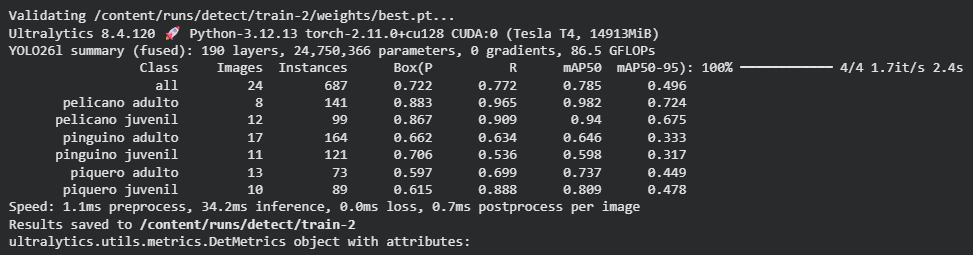 Validating /content/runs/detect/train-2/weights/best.pt...
Ultralytics 8.4.120 🚀 Python-3.12.13 torch-2.11.0+cu128 CUDA:0 (Tesla T4, 14913MiB)
YOLO26l summary (fused): 190 layers, 24,750,366 parameters, 0 gradients, 86.5 GFLOPs
Class Images Instances Box(P R mAP50 mAP50-95): 100% ━━━━━━━━━━━━ 4/4 1.7it/s 2.4s
all 24 687 0.722 0.772 0.785 0.496
pelicano adulto 8 141 0.883 0.965 0.982 0.724
pelicano juvenil 12 99 0.867 0.909 0.94 0.675
pinguino adulto 17 164 0.662 0.634 0.646 0.333
pinguino juvenil 11 121 0.706 0.536 0.598 0.317
piquero adulto 13 73 0.597 0.699 0.737 0.449
piquero juvenil 10 89 0.615 0.888 0.809 0.478
Speed: 1.1ms preprocess, 34.2ms inference, 0.0ms loss, 0.7ms postprocess per image
Results saved to /content/runs/detect/train-2
ultralytics.utils.metrics.DetMetrics object with attributes: